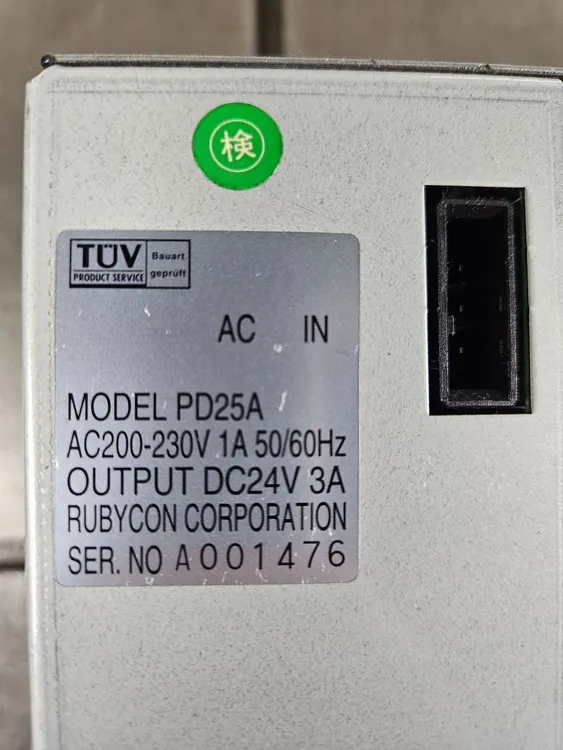 検
TÜV
PRODUCT SERVICE
Bauart
geprüft
AC IN
MODEL PD25A
AC200-230V 1A 50/60Hz
OUTPUT DC24V 3A
RUBYCON CORPORATION
SER. NO A001476